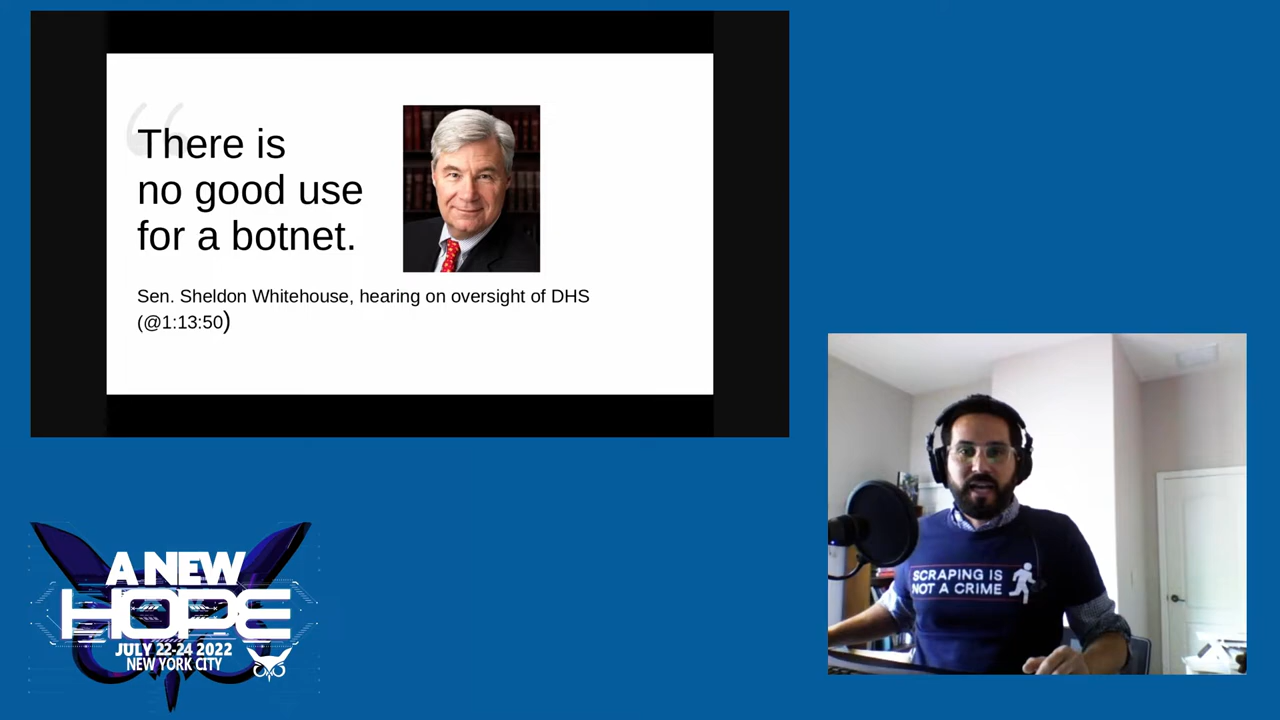 “
There is
no good use
for a botnet.
Sen. Sheldon Whitehouse, hearing on oversight of DHS
(@1:13:50)
SCRAPING IS
NOT A CRIME
A NEW
HOPE
JULY 22-24 2022
NEW YORK CITY